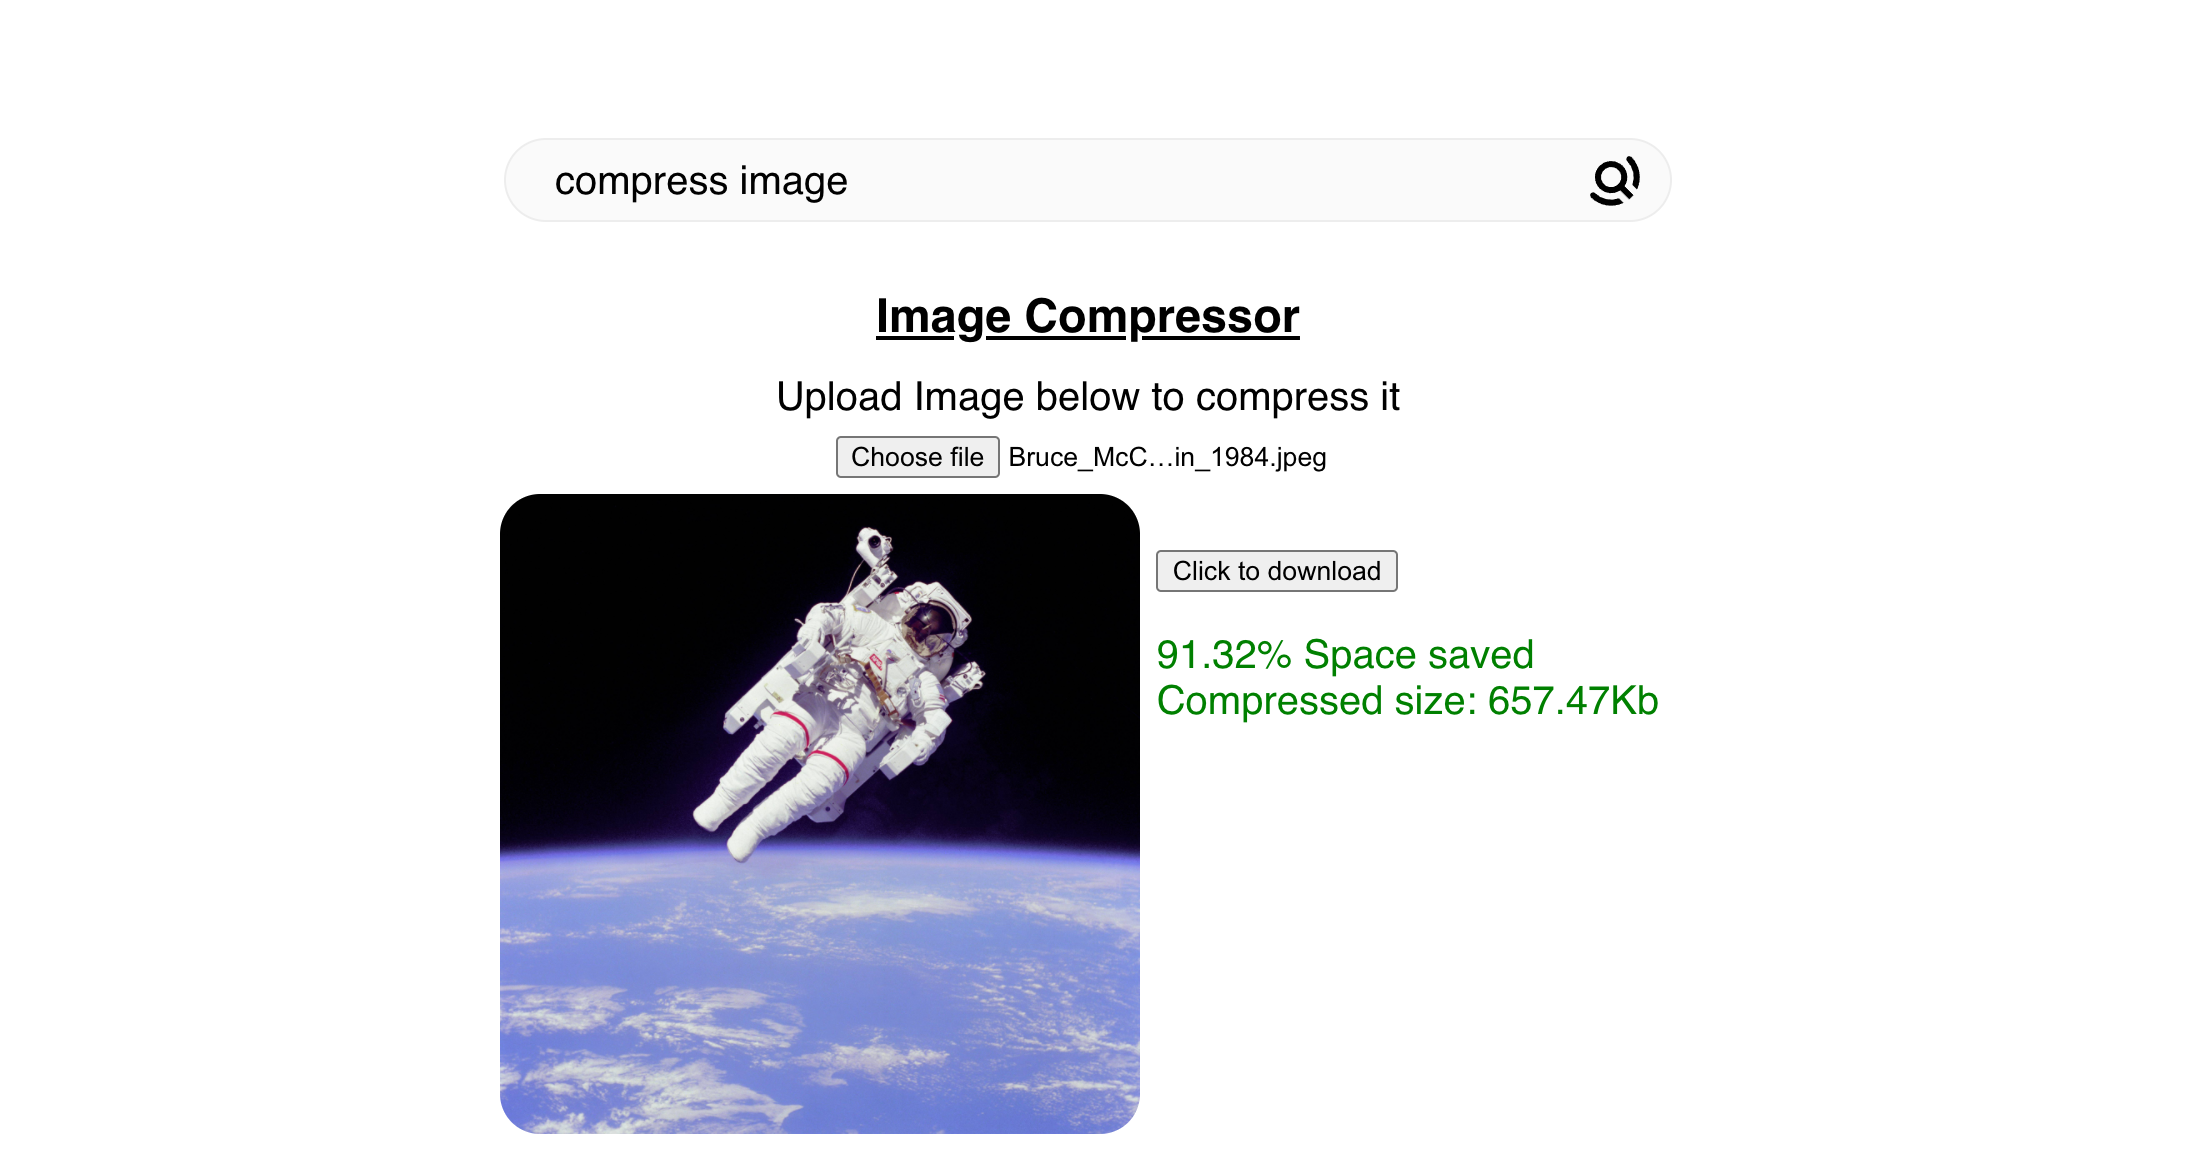 compress image
Image Compressor
Upload Image below to compress it
Choose file Bruce_McC…in_1984.jpeg
Click to download
91.32% Space saved
Compressed size: 657.47Kb